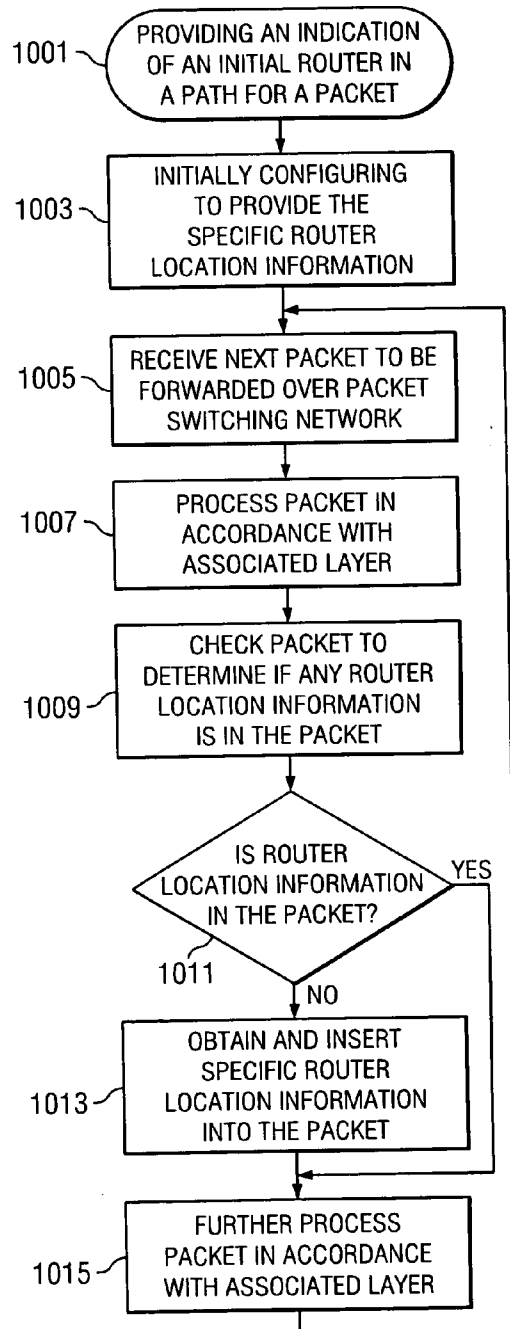 1001
PROVIDING AN INDICATION
OF AN INITIAL ROUTER IN
A PATH FOR A PACKET
1003
INITIALLY CONFIGURING
TO PROVIDE THE
SPECIFIC ROUTER
LOCATION INFORMATION
1005
RECEIVE NEXT PACKET TO BE
FORWARDED OVER PACKET
SWITCHING NETWORK
1007
PROCESS PACKET IN
ACCORDANCE WITH
ASSOCIATED LAYER
1009
CHECK PACKET TO
DETERMINE IF ANY ROUTER
LOCATION INFORMATION
IS IN THE PACKET
IS ROUTER
LOCATION INFORMATION
IN THE PACKET?
YES
1011
NO
1013
OBTAIN AND INSERT
SPECIFIC ROUTER
LOCATION INFORMATION
INTO THE PACKET
1015
FURTHER PROCESS
PACKET IN ACCORDANCE
WITH ASSOCIATED LAYER